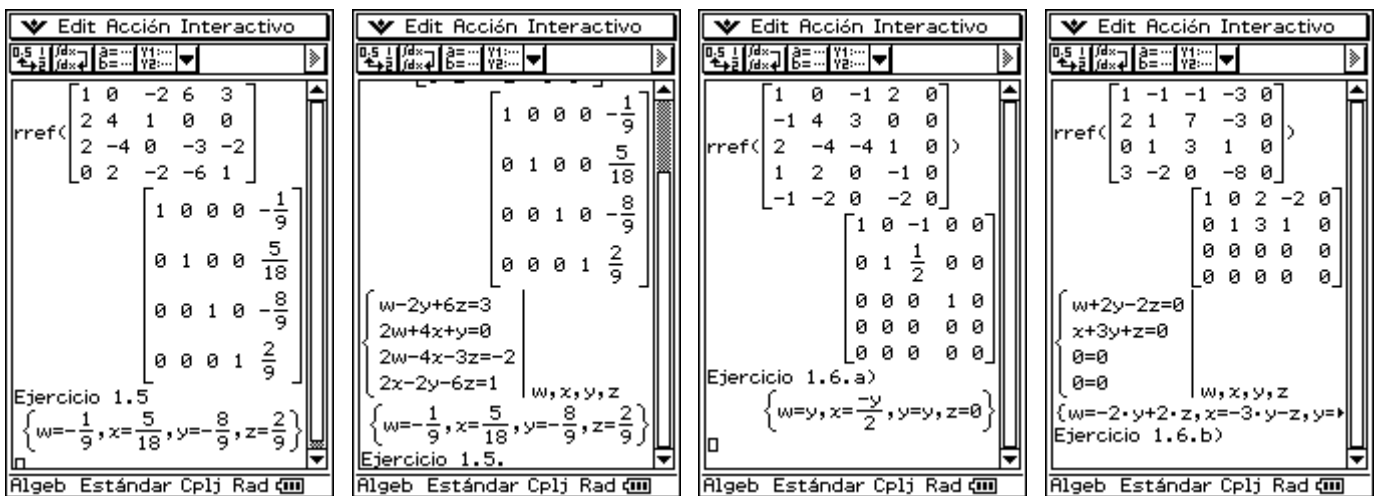 Edit Acción Interactivo
rref(
1 0 -2 6 3
2 4 1 0 0
2 -4 0 -3 -2
0 2 -2 -6 1
1 0 0 0 -1/9
0 1 0 0 5/18
0 0 1 0 -8/9
0 0 0 1 2/9
Ejercicio 1.5
{w=-1/9,x=5/18,y=-8/9,z=2/9}
Algeb Estándar Cplj Rad
Edit Acción Interactivo
1 0 0 0 -1/9
0 1 0 0 5/18
0 0 1 0 -8/9
0 0 0 1 2/9
w-2y+6z=3
2w+4x+y=0
2w-4x-3z=-2
2x-2y-6z=1 | w,x,y,z
{w=-1/9,x=5/18,y=-8/9,z=2/9}
Ejercicio 1.5.
Algeb Estándar Cplj Rad
Edit Acción Interactivo
1 0 -1 2 0
-1 4 3 0 0
rref( 2 -4 -4 1 0 )
1 2 0 -1 0
-1 -2 0 -2 0
1 0 -1 0 0
0 1 1/2 0 0
0 0 0 1 0
0 0 0 0 0
0 0 0 0 0
Ejercicio 1.6.a)
{w=y,x=-y/2,y=y,z=0}
Algeb Estándar Cplj Rad
Edit Acción Interactivo
rref(
1 -1 -1 -3 0
2 1 7 -3 0
0 1 3 1 0
3 -2 0 -8 0
)
1 0 2 -2 0
0 1 3 1 0
0 0 0 0 0
0 0 0 0 0
w+2y-2z=0
x+3y+z=0
0=0
0=0 | w,x,y,z
{w=-2·y+2·z,x=-3·y-z,y=
Ejercicio 1.6.b)
Algeb Estándar Cplj Rad